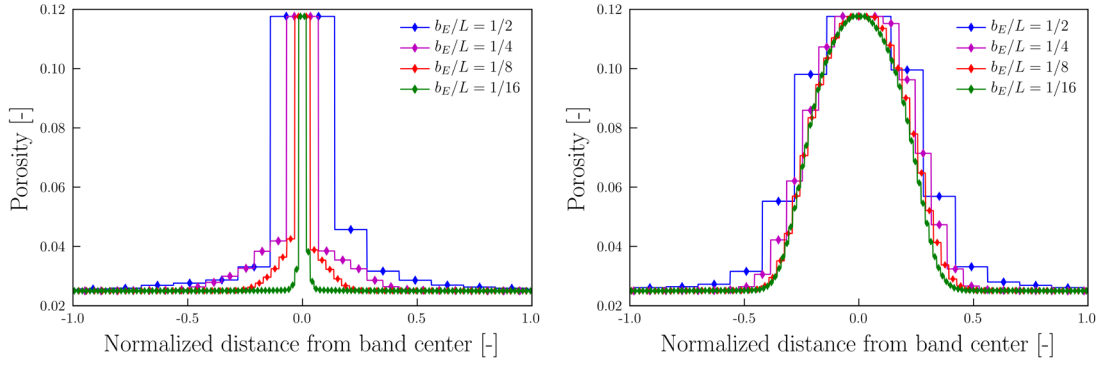 0.12
0.10
0.08
0.06
0.04
0.02
Porosity [-]
-1.0
-0.5
0.0
0.5
1.0
Normalized distance from band center [-]
b_E/L = 1/2
b_E/L = 1/4
b_E/L = 1/8
b_E/L = 1/16
0.12
0.10
0.08
0.06
0.04
0.02
Porosity [-]
-1.0
-0.5
0.0
0.5
1.0
Normalized distance from band center [-]
b_E/L = 1/2
b_E/L = 1/4
b_E/L = 1/8
b_E/L = 1/16